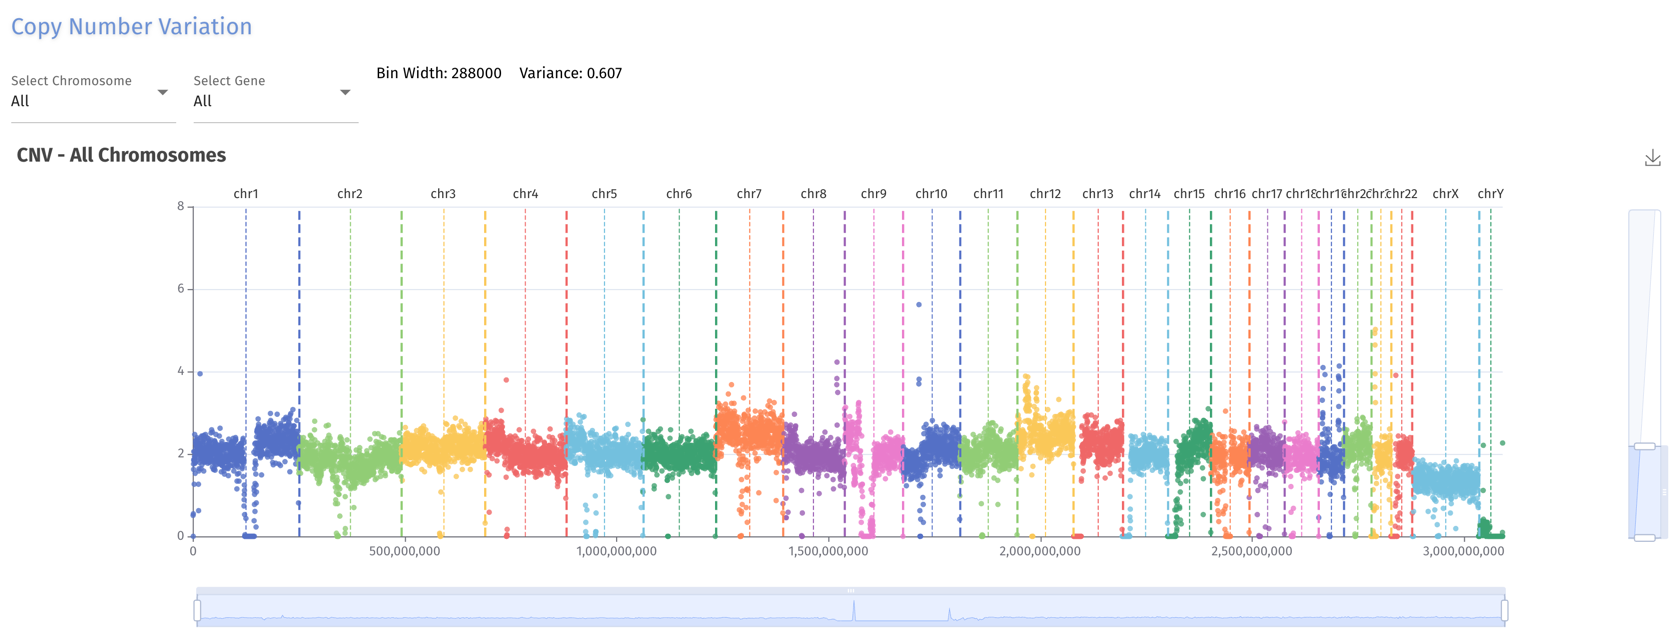 Copy Number Variation
Select Chromosome
All
Select Gene
All
Bin Width: 288000 Variance: 0.607
CNV - All Chromosomes
chr1 chr2 chr3 chr4 chr5 chr6 chr7 chr8 chr9 chr10 chr11 chr12 chr13 chr14 chr15 chr16 chr17 chr18 chr19 chr20 chr22 chrX chrY
8
6
4
2
0
0 500,000,000 1,000,000,000 1,500,000,000 2,000,000,000 2,500,000,000 3,000,000,000